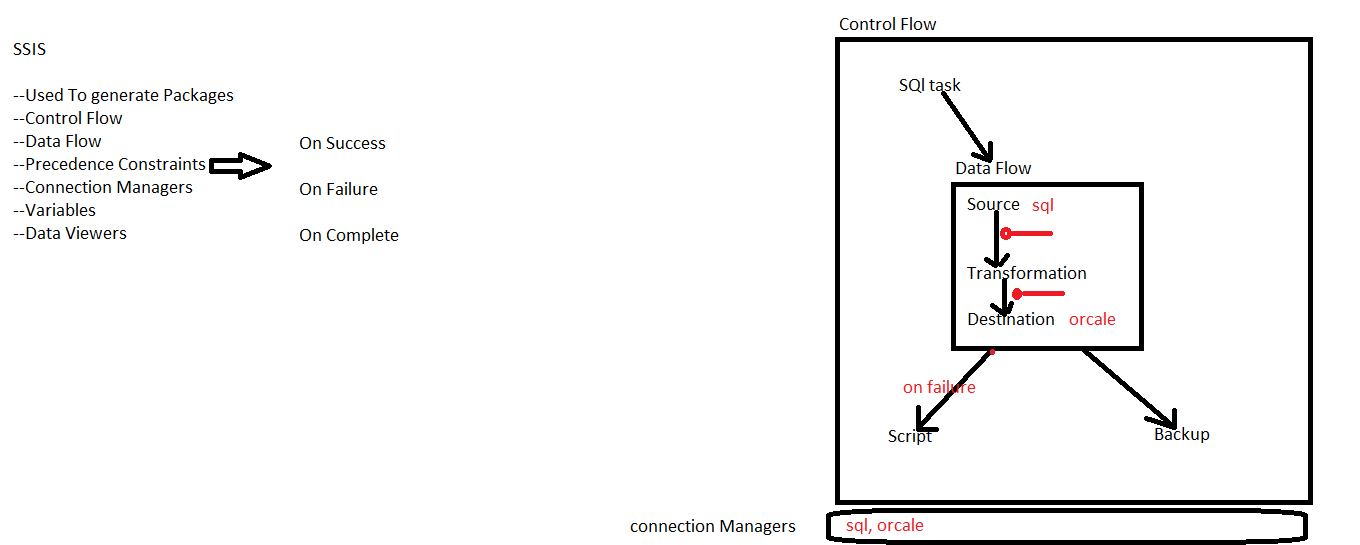 SSIS
--Used To generate Packages
--Control Flow
--Data Flow
--Precedence Constraints
--Connection Managers
--Variables
--Data Viewers
On Success
On Failure
On Complete
Control Flow
SQl task
Data Flow
Source sql
Transformation
Destination orcale
on failure
Script
Backup
connection Managers
sql, orcale